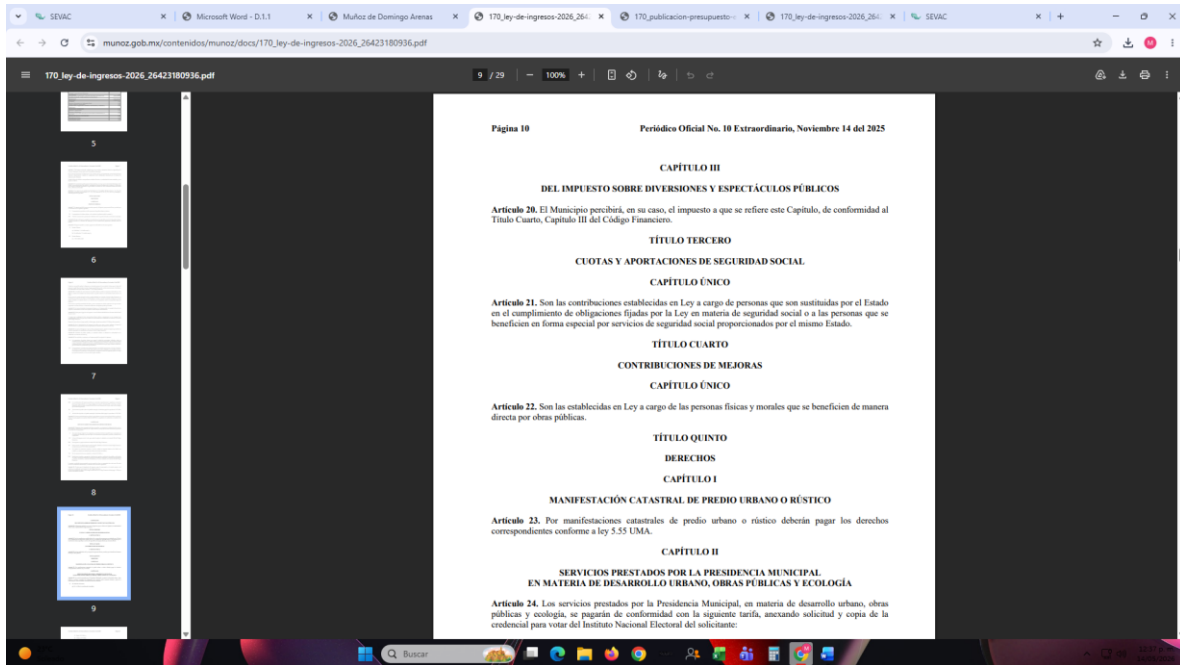 SEVAC
Microsoft Word - D.1.1
Muñoz de Domingo Arenas
170_ley-de-ingresos-2026_264
170_publicacion-presupuesto-
170_ley-de-ingresos-2026_264
SEVAC
munoz.gob.mx/contenidos/munoz/docs/170_ley-de-ingresos-2026_26423180936.pdf
170_ley-de-ingresos-2026_26423180936.pdf
9 / 29
100%
5
6
7
8
9
Página 10 Periódico Oficial No. 10 Extraordinario, Noviembre 14 del 2025
CAPÍTULO III
DEL IMPUESTO SOBRE DIVERSIONES Y ESPECTÁCULOS PÚBLICOS
Artículo 20. El Municipio percibirá, en su caso, el impuesto a que se refiere este Capítulo, de conformidad al
Título Cuarto, Capítulo III del Código Financiero.
TÍTULO TERCERO
CUOTAS Y APORTACIONES DE SEGURIDAD SOCIAL
CAPÍTULO ÚNICO
Artículo 21. Son las contribuciones establecidas en Ley a cargo de personas que son sustituidas por el Estado
en el cumplimiento de obligaciones fijadas por la Ley en materia de seguridad social o a las personas que se
beneficien en forma especial por servicios de seguridad social proporcionados por el mismo Estado.
TÍTULO CUARTO
CONTRIBUCIONES DE MEJORAS
CAPÍTULO ÚNICO
Artículo 22. Son las establecidas en Ley a cargo de las personas físicas y morales que se beneficien de manera
directa por obras públicas.
TÍTULO QUINTO
DERECHOS
CAPÍTULO I
MANIFESTACIÓN CATASTRAL DE PREDIO URBANO O RÚSTICO
Artículo 23. Por manifestaciones catastrales de predio urbano o rústico deberán pagar los derechos
correspondientes conforme a ley 5.55 UMA.
CAPÍTULO II
SERVICIOS PRESTADOS POR LA PRESIDENCIA MUNICIPAL
EN MATERIA DE DESARROLLO URBANO, OBRAS PÚBLICAS Y ECOLOGÍA
Artículo 24. Los servicios prestados por la Presidencia Municipal, en materia de desarrollo urbano, obras
públicas y ecología, se pagarán de conformidad con la siguiente tarifa, anexando solicitud y copia de la
credencial para votar del Instituto Nacional Electoral del solicitante:
Buscar